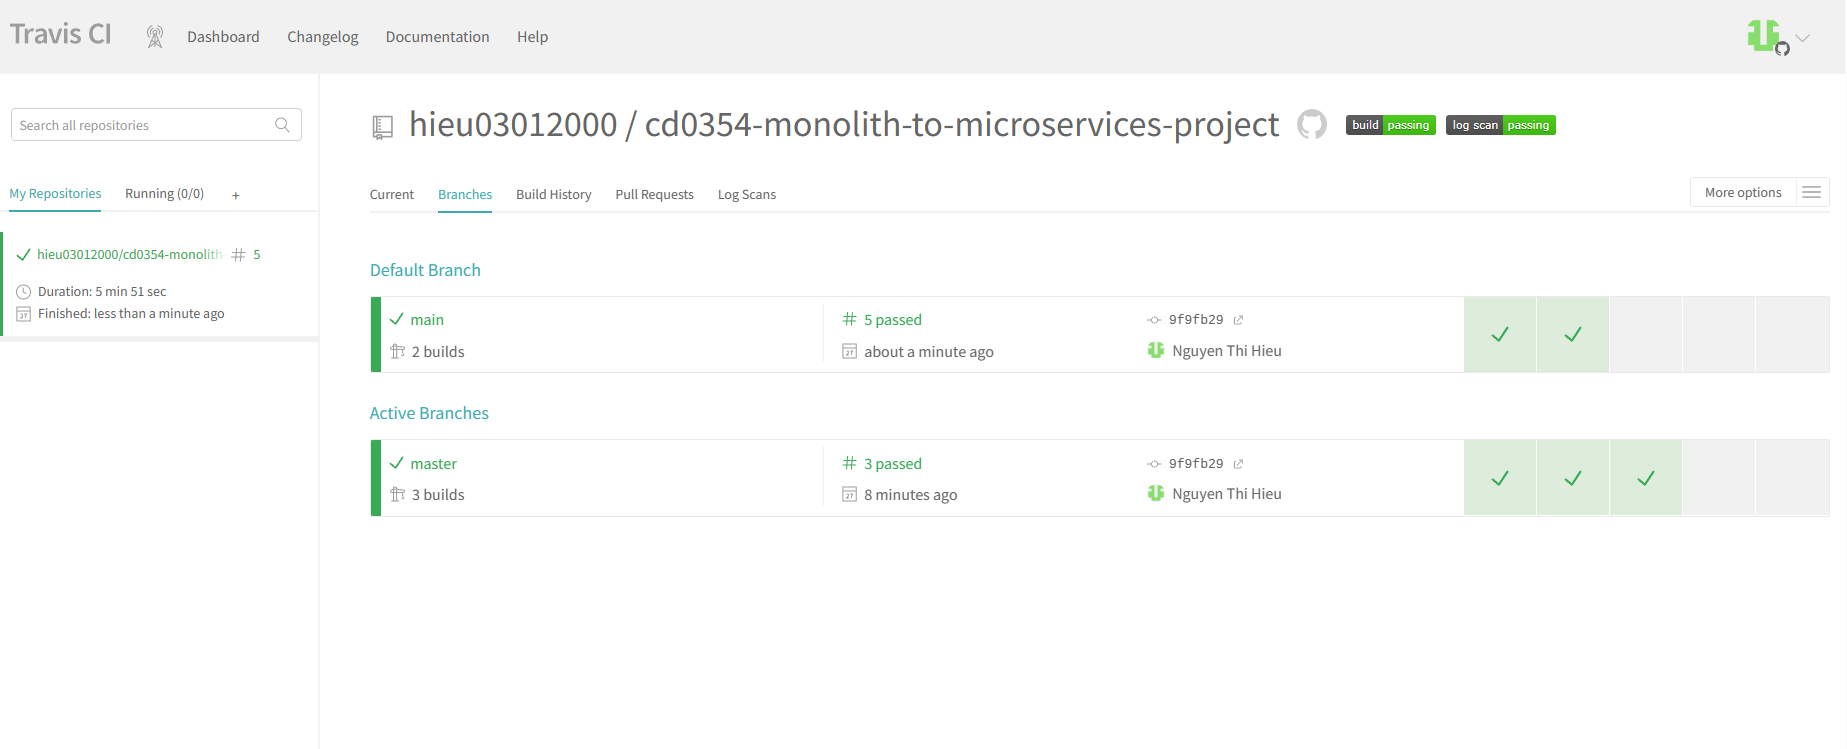 Travis CI
Dashboard
Changelog
Documentation
Help
Search all repositories
My Repositories
Running (0/0)
+
hieu03012000/cd0354-monolith
# 5
Duration: 5 min 51 sec
Finished: less than a minute ago
hieu03012000 / cd0354-monolith-to-microservices-project
build passing
log scan passing
Current
Branches
Build History
Pull Requests
Log Scans
More options
Default Branch
main
# 5 passed
9f9fb29
2 builds
about a minute ago
Nguyen Thi Hieu
Active Branches
master
# 3 passed
9f9fb29
3 builds
8 minutes ago
Nguyen Thi Hieu